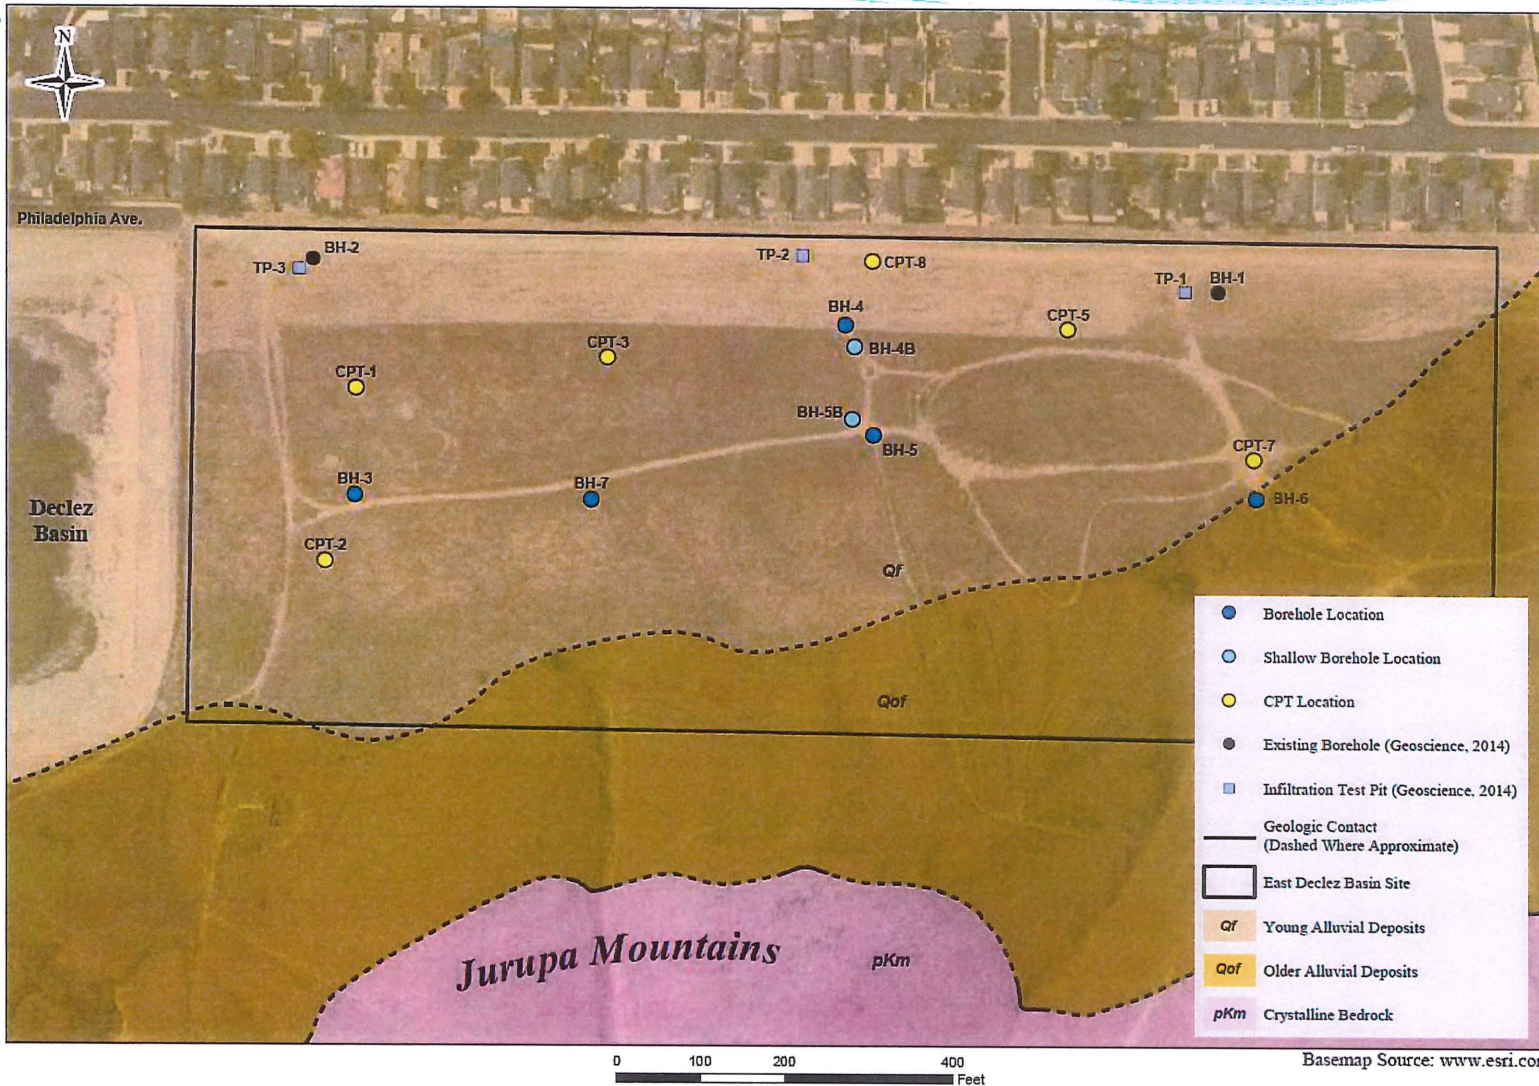 N
Philadelphia Ave.
BH-2
TP-3
TP-2
CPT-8
TP-1
BH-1
BH-4
CPT-5
BH-4B
CPT-3
CPT-1
BH-5B
BH-5
CPT-7
BH-3
BH-7
BH-6
Declez
Basin
CPT-2
Qf
Qof
Jurupa Mountains
pKm
Borehole Location
Shallow Borehole Location
CPT Location
Existing Borehole (Geoscience, 2014)
Infiltration Test Pit (Geoscience, 2014)
Geologic Contact
(Dashed Where Approximate)
East Declez Basin Site
Qf Young Alluvial Deposits
Qof Older Alluvial Deposits
pKm Crystalline Bedrock
0 100 200 400
Feet
Basemap Source: www.esri.co